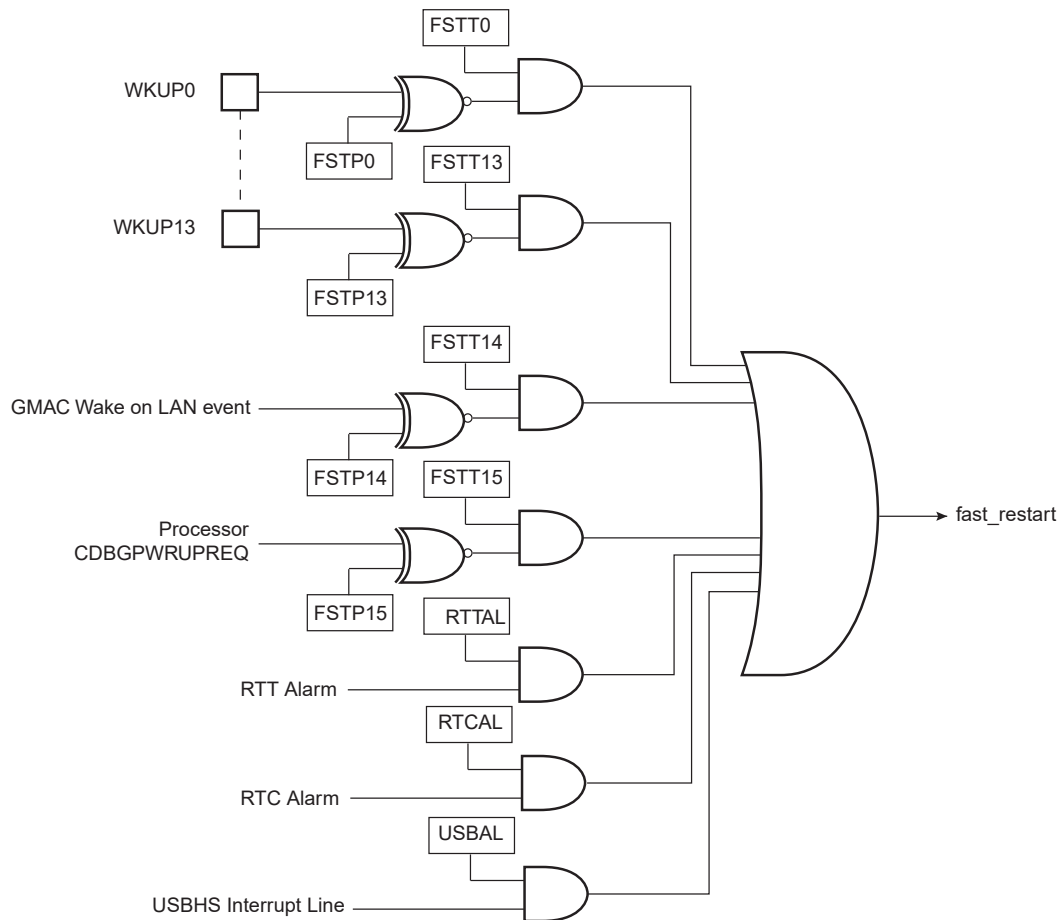 FSTT0
WKUP0
FSTP0
FSTT13
WKUP13
FSTP13
FSTT14
GMAC Wake on LAN event
FSTP14
FSTT15
Processor
CDBGPWRUPREQ
fast_restart
FSTP15
RTTAL
RTT Alarm
RTCAL
RTC Alarm
USBAL
USBHS Interrupt Line